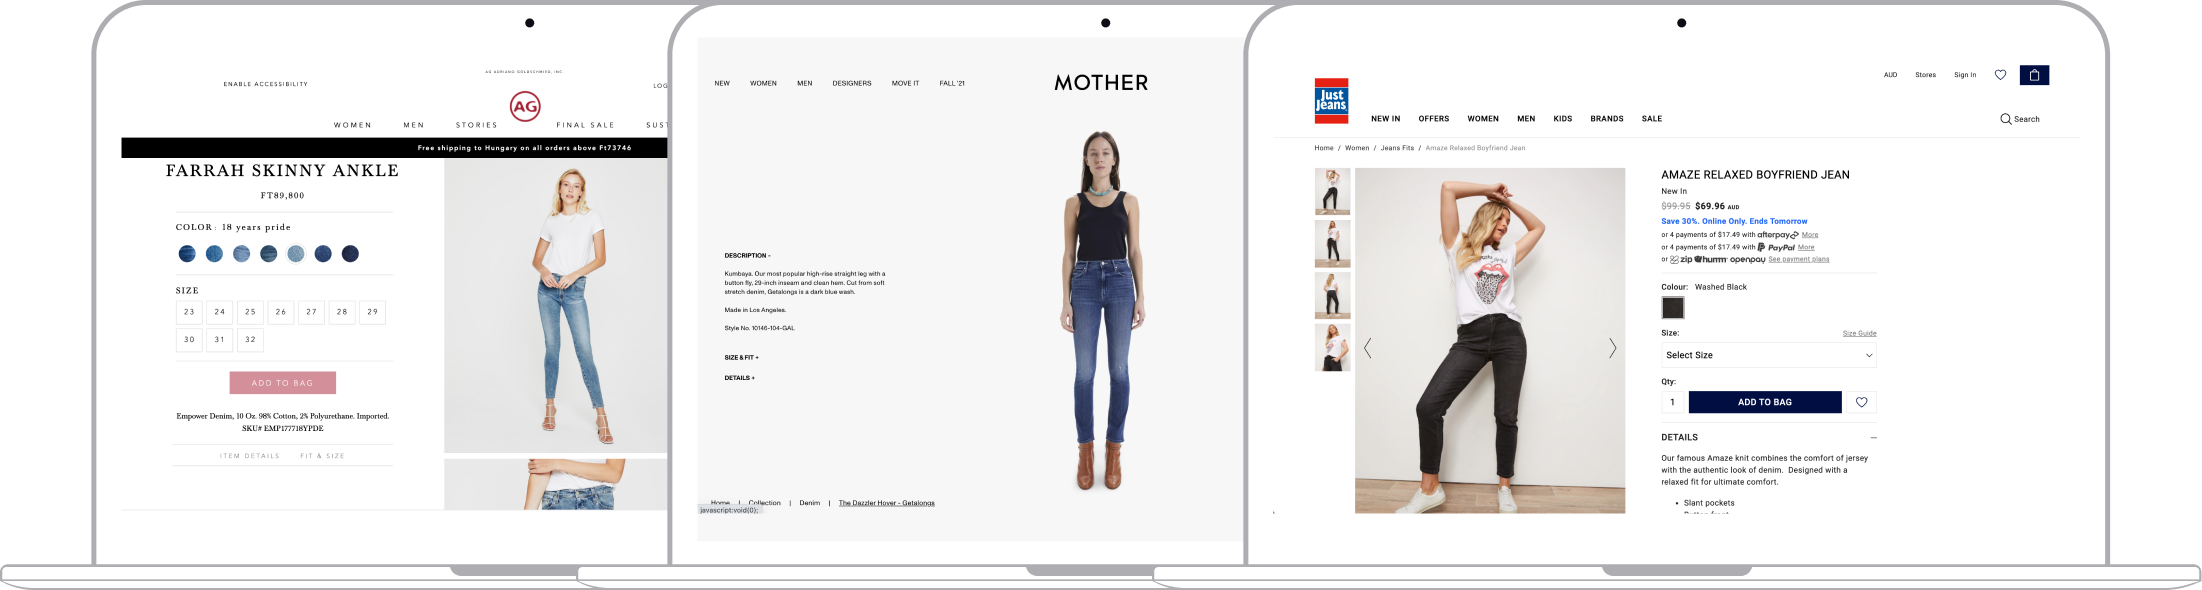 AG ADRIANO GOLDSCHMIED, INC
ENABLE ACCESSIBILITY
LOG
AG
WOMEN MEN STORIES FINAL SALE SUST
Free shipping to Hungary on all orders above Ft73746
FARRAH SKINNY ANKLE
FT89,800
COLOR: 18 years pride
SIZE
23 24 25 26 27 28 29
30 31 32
ADD TO BAG
Empower Denim, 10 Oz. 98% Cotton, 2% Polyurethane. Imported.
SKU# EMP177718YPDE
ITEM DETAILS FIT & SIZE
NEW WOMEN MEN DESIGNERS MOVE IT FALL '21
MOTHER
DESCRIPTION -
Kumbaya. Our most popular high-rise straight leg with a
button fly, 29-inch inseam and clean hem. Cut from soft
stretch denim, Getalongs is a dark blue wash.
Made in Los Angeles.
Style No. 10146-104-GAL
SIZE & FIT +
DETAILS +
Home | Collection | Denim | The Dazzler Hover - Getalongs
javascript:void(0);
AUD Stores Sign In
Just
Jeans
NEW IN OFFERS WOMEN MEN KIDS BRANDS SALE
Search
Home / Women / Jeans Fits / Amaze Relaxed Boyfriend Jean
AMAZE RELAXED BOYFRIEND JEAN
New In
$99.95 $69.96 AUD
Save 30%. Online Only. Ends Tomorrow
or 4 payments of $17.49 with afterpay More
or 4 payments of $17.49 with PayPal More
or zip humm openpay See payment plans
Colour: Washed Black
Size: Size Guide
Select Size
Qty:
1 ADD TO BAG
DETAILS
Our famous Amaze knit combines the comfort of jersey
with the authentic look of denim. Designed with a
relaxed fit for ultimate comfort.
• Slant pockets